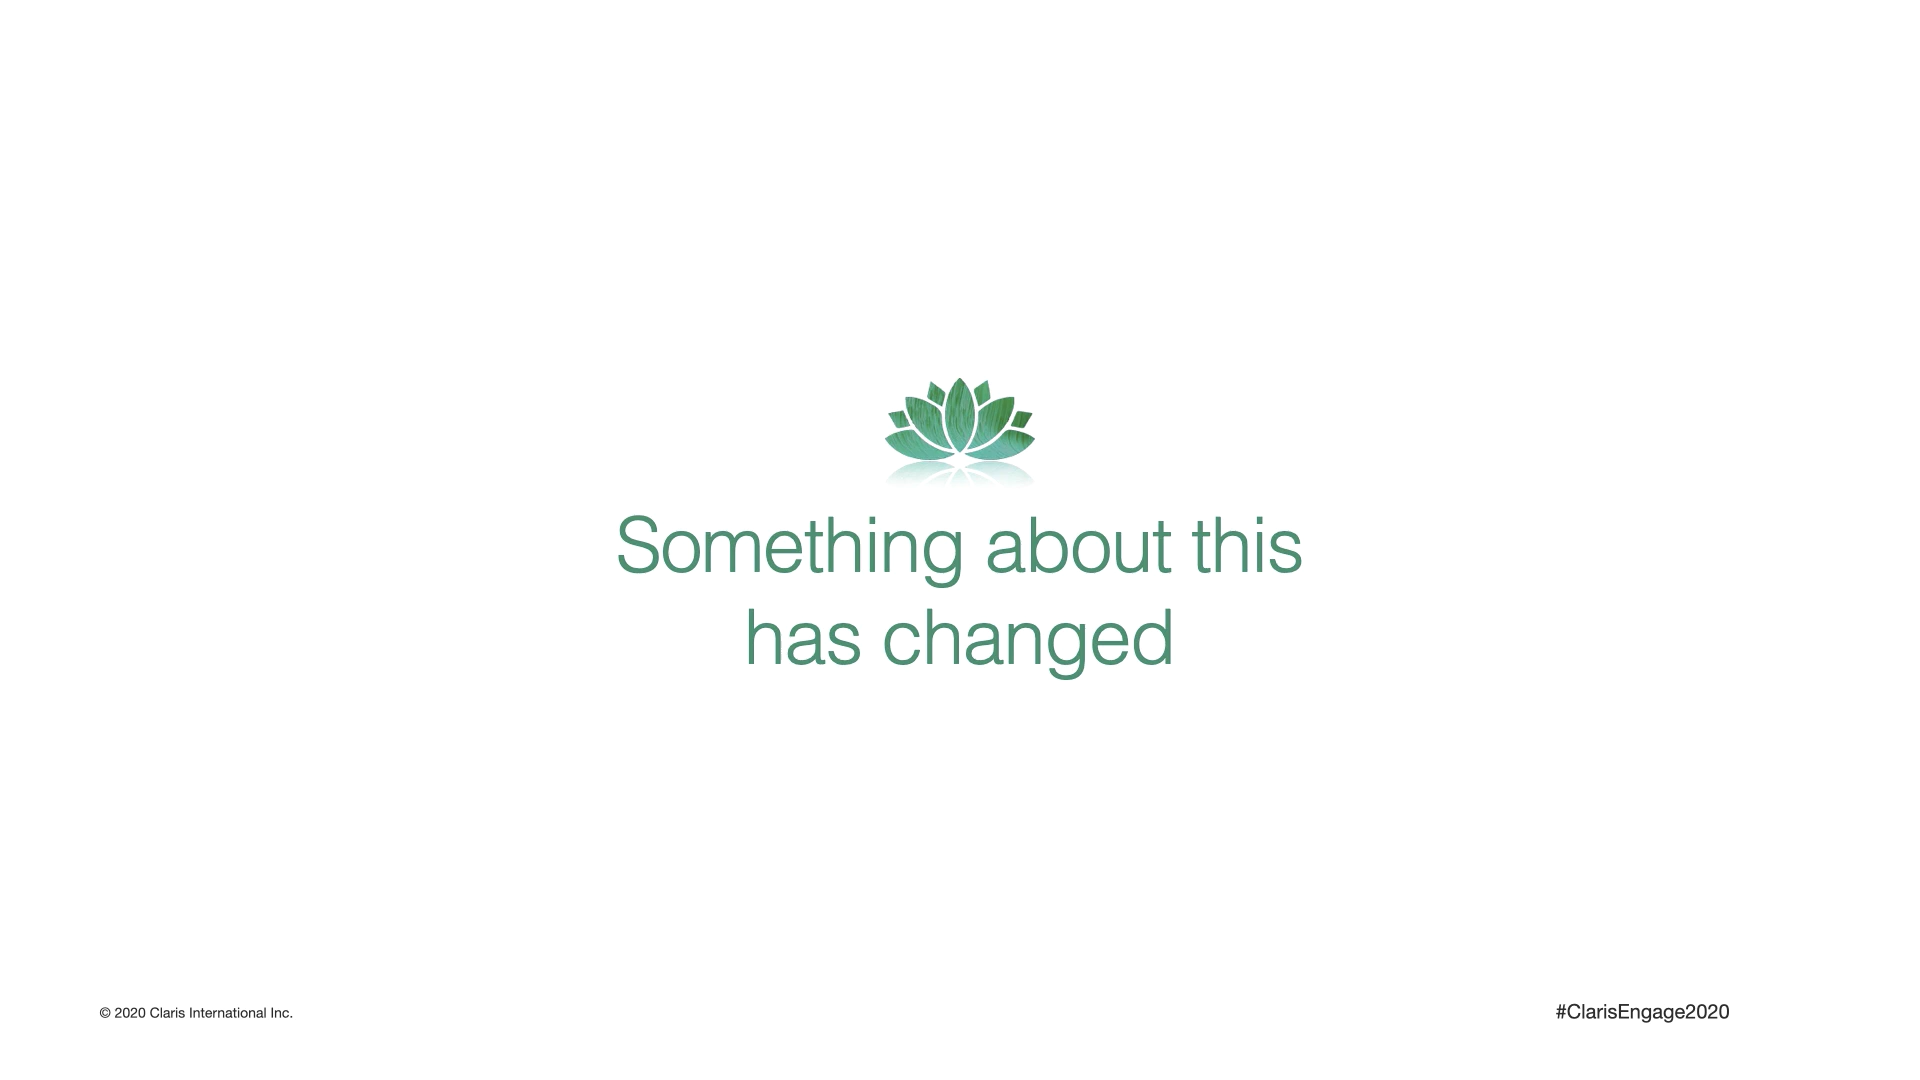 Something about this
has changed
© 2020 Claris International Inc.
#ClarisEngage2020